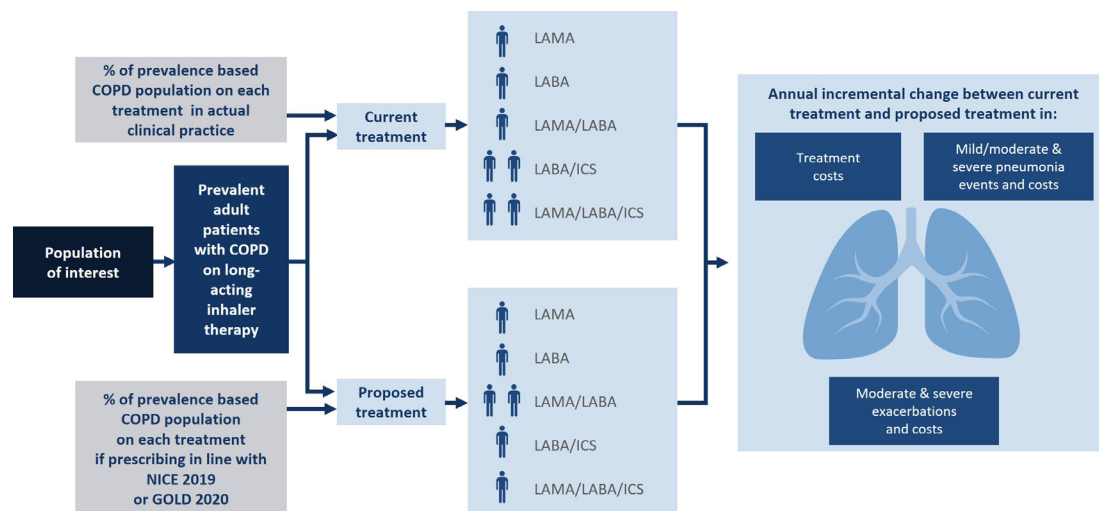 % of prevalence based
COPD population on each
treatment in actual
clinical practice
Population
of interest
Prevalent
adult
patients
with COPD
on long-
acting
inhaler
therapy
% of prevalence based
COPD population
on each treatment
if prescribing in line with
NICE 2019
or GOLD 2020
Current
treatment
Proposed
treatment
LAMA
LABA
LAMA/LABA
LABA/ICS
LAMA/LABA/ICS
LAMA
LABA
LAMA/LABA
LABA/ICS
LAMA/LABA/ICS
Annual incremental change between current
treatment and proposed treatment in:
Treatment
costs
Mild/moderate &
severe pneumonia
events and costs
Moderate & severe
exacerbations
and costs